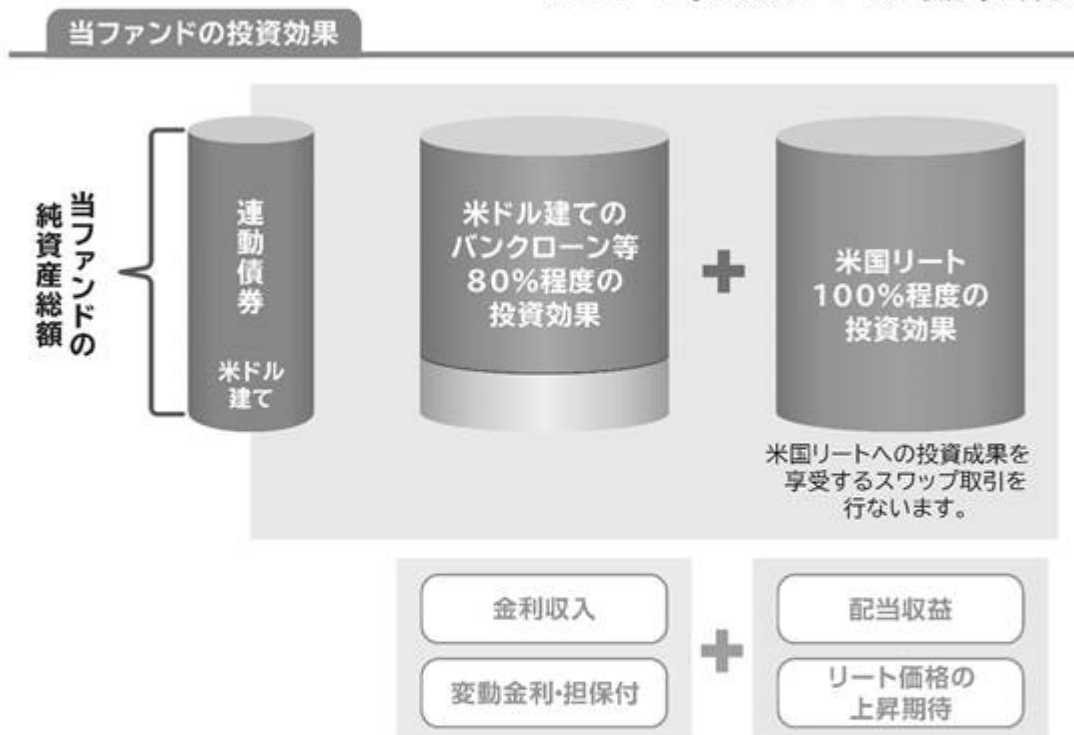 当ファンドの投資効果
当ファンドの
純資産総額
連動債券
米ドル
建て
米ドル建ての
バンクローン等
80%程度の
投資効果
+
米国リート
100%程度の
投資効果
米国リートへの投資成果を
享受するスワップ取引を
行ないます。
金利収入
変動金利・担保付
+
配当収益
リート価格の
上昇期待